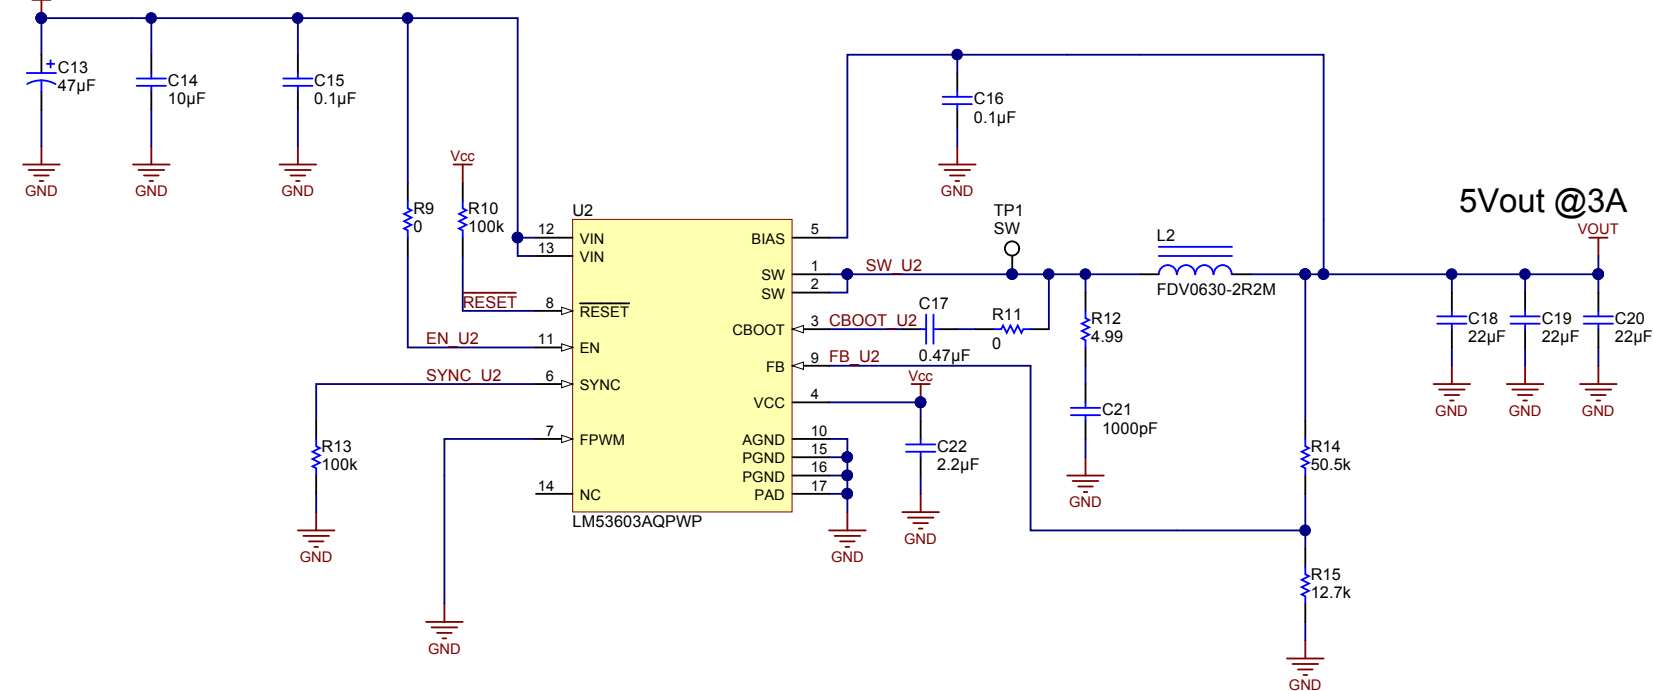 +
C13
47µF
C14
10µF
C15
0.1µF
C16
0.1µF
GND
GND
GND
GND
Vcc
R9
0
R10
100k
U2
12
13
VIN
VIN
RESET
8
RESET
EN_U2
11
EN
SYNC_U2
6
SYNC
7
FPWM
14
NC
LM53603AQPWP
R13
100k
GND
GND
BIAS
5
SW
1
SW
2
SW_U2
CBOOT
3
CBOOT_U2
FB
9
FB_U2
VCC
4
AGND
10
PGND
15
PGND
16
PAD
17
GND
C17
0.47µF
R11
0
TP1
SW
Vcc
C22
2.2µF
GND
R12
4.99
C21
1000pF
GND
L2
FDV0630-2R2M
5Vout @3A
VOUT
C18
22µF
C19
22µF
C20
22µF
GND
GND
GND
R14
50.5k
R15
12.7k
GND